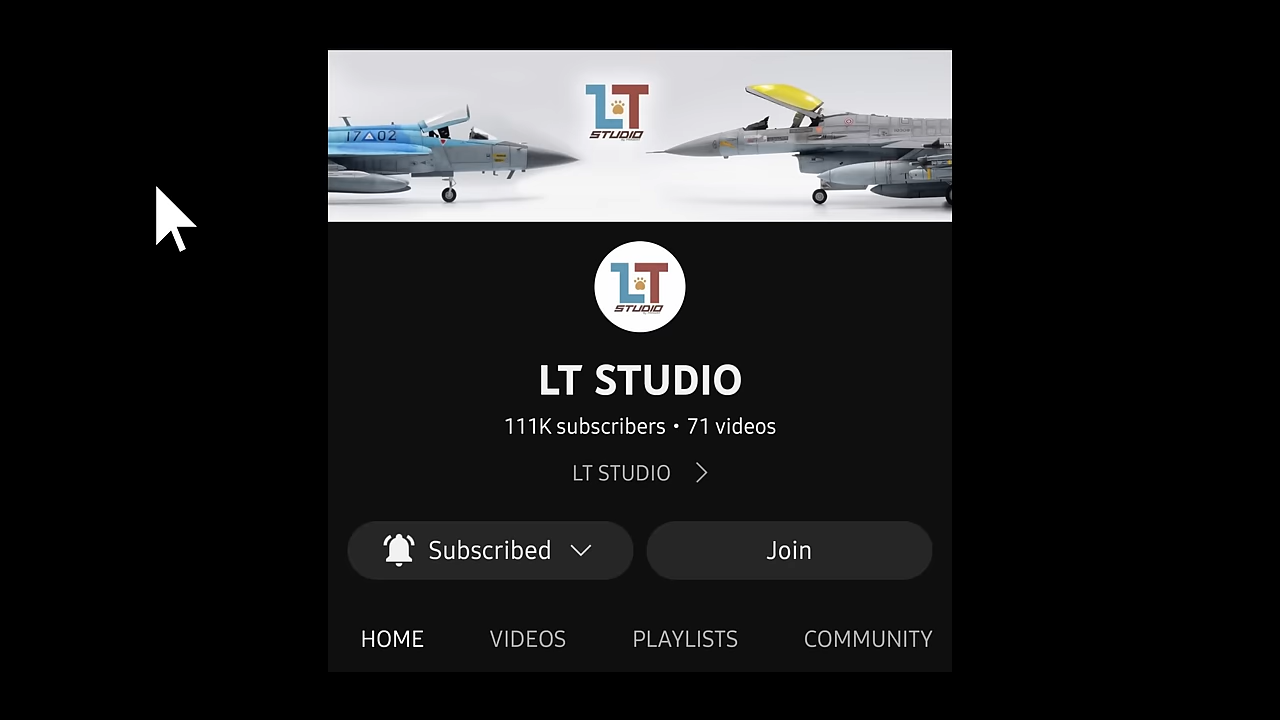 LT
STUDIO
17 02
LT
STUDIO
LT STUDIO
111K subscribers • 71 videos
LT STUDIO
Subscribed
Join
HOME
VIDEOS
PLAYLISTS
COMMUNITY